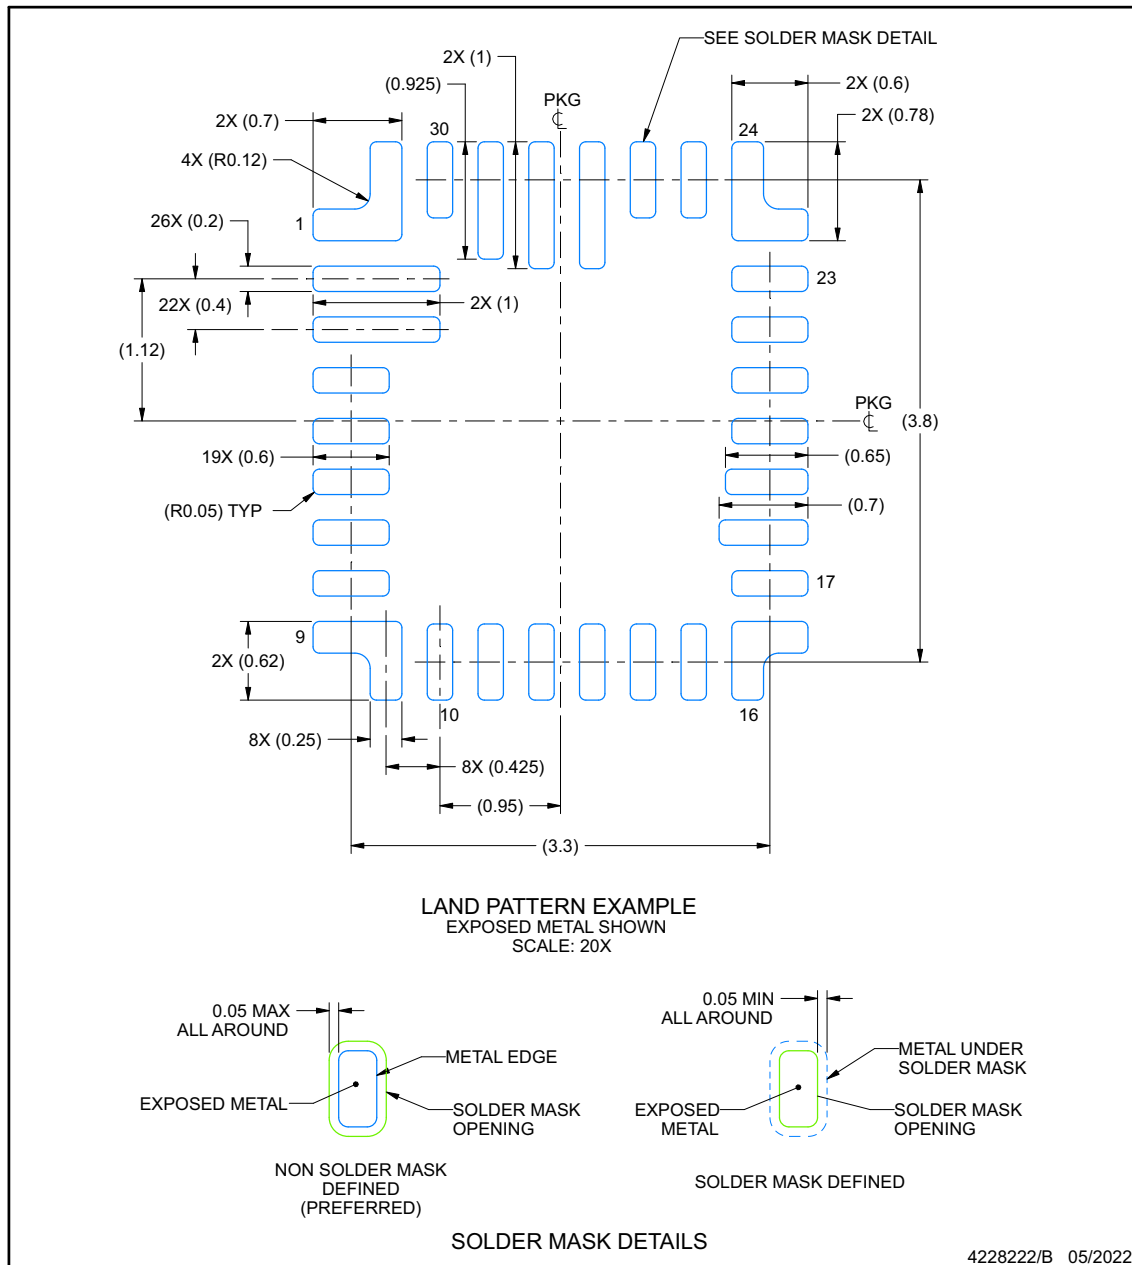 SEE SOLDER MASK DETAIL
2X (1)
(0.925)
PKG
CL
2X (0.6)
2X (0.78)
2X (0.7)
30
24
4X (R0.12)
1
26X (0.2)
23
22X (0.4)
2X (1)
(1.12)
PKG
CL
(3.8)
19X (0.6)
(0.65)
(R0.05) TYP
(0.7)
17
9
2X (0.62)
10
16
8X (0.25)
8X (0.425)
(0.95)
(3.3)
LAND PATTERN EXAMPLE
EXPOSED METAL SHOWN
SCALE: 20X
0.05 MAX
ALL AROUND
METAL EDGE
EXPOSED METAL
SOLDER MASK
OPENING
NON SOLDER MASK
DEFINED
(PREFERRED)
0.05 MIN
ALL AROUND
METAL UNDER
SOLDER MASK
EXPOSED
METAL
SOLDER MASK
OPENING
SOLDER MASK DEFINED
SOLDER MASK DETAILS
4228222/B 05/2022